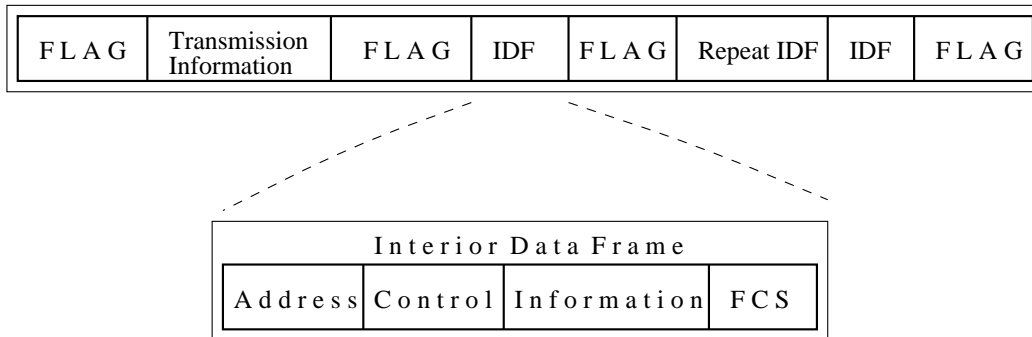 FLAG
Transmission
Information
FLAG
IDF
FLAG
Repeat IDF
IDF
FLAG
Interior Data Frame
Address
Control
Information
FCS